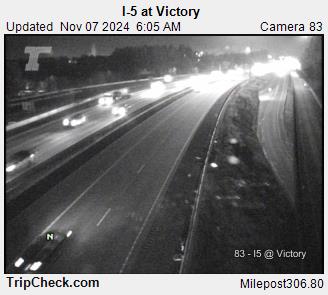 I-5 at Victory
Updated Nov 07 2024 6:05 AM Camera 83
T
N
83 - I5 @ Victory
TripCheck.com Milepost306.80